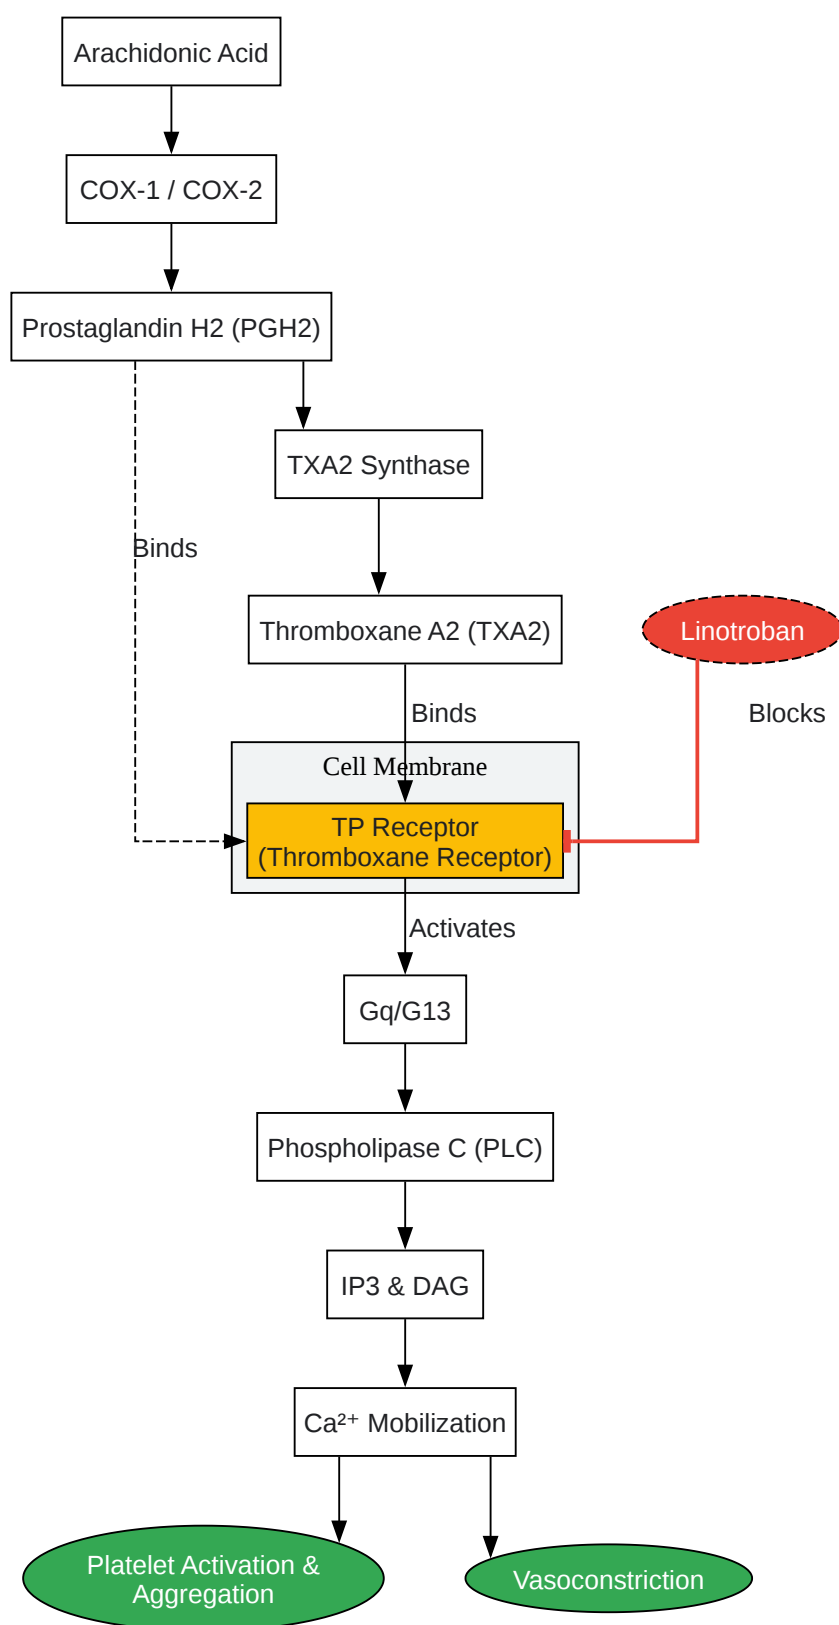 Arachidonic Acid
COX-1 / COX-2
Prostaglandin H2 (PGH2)
TXA2 Synthase
Binds
Thromboxane A2 (TXA2)
Linotroban
Binds
Blocks
Cell Membrane
TP Receptor
(Thromboxane Receptor)
Activates
Gq/G13
Phospholipase C (PLC)
IP3 & DAG
Ca²⁺ Mobilization
Platelet Activation &
Aggregation
Vasoconstriction